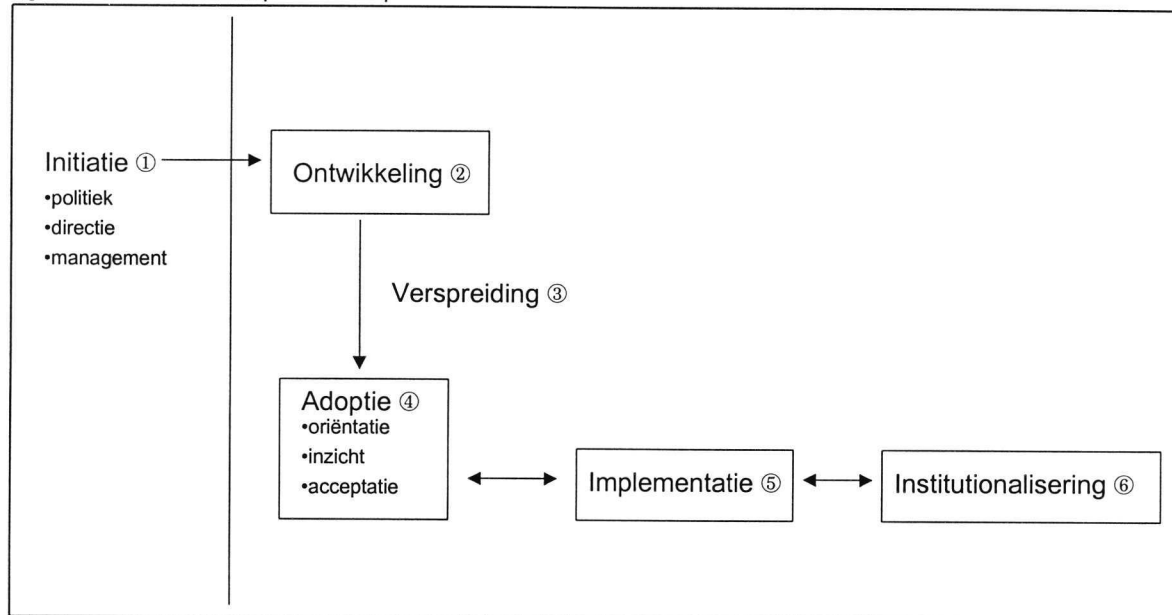 Initiatie ①
•politiek
•directie
•management
Ontwikkeling ②
Verspreiding ③
Adoptie ④
•oriëntatie
•inzicht
•acceptatie
Implementatie ⑤
Institutionalisering ⑥